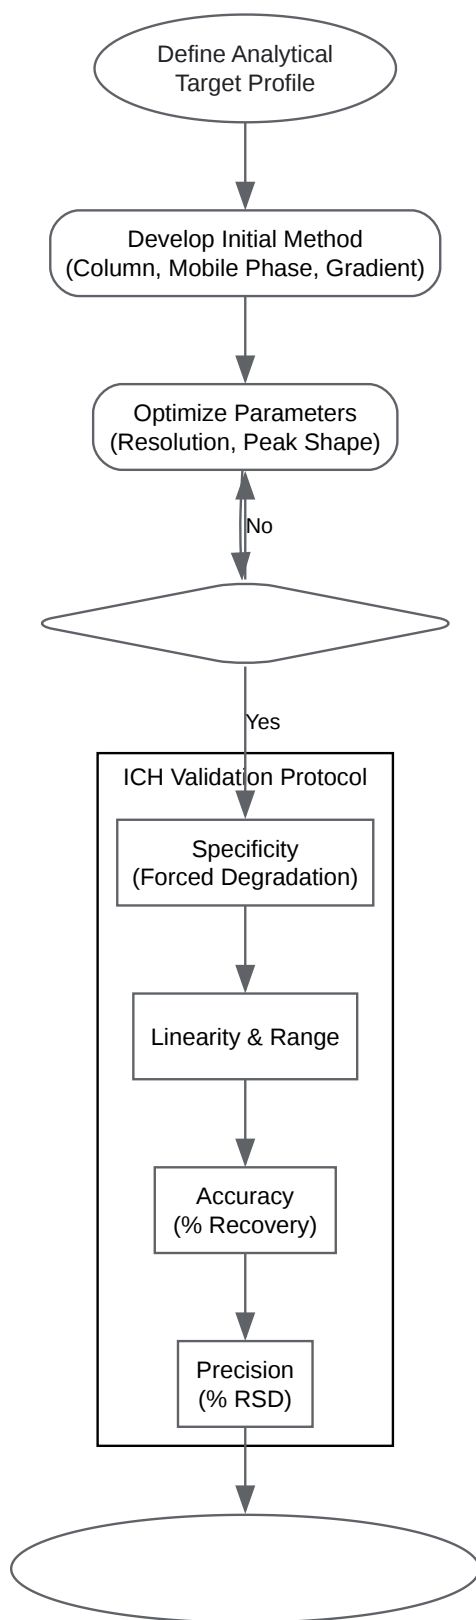 Define Analytical
Target Profile
Develop Initial Method
(Column, Mobile Phase, Gradient)
Optimize Parameters
(Resolution, Peak Shape)
No
Yes
ICH Validation Protocol
Specificity
(Forced Degradation)
Linearity & Range
Accuracy
(% Recovery)
Precision
(% RSD)